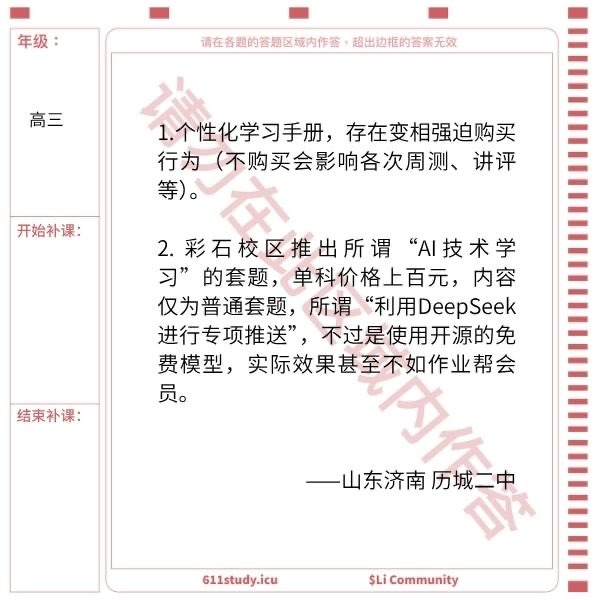 年级：
请在各题的答题区域内作答，超出边框的答案无效
高三
1.个性化学习手册，存在变相强迫购买
行为（不购买会影响各次周测、讲评
等）。
开始补课：
2. 彩石校区推出所谓“AI技术学
习”的套题，单科价格上百元，内容
仅为普通套题，所谓“利用DeepSeek
进行专项推送”，不过是使用开源的免
费模型，实际效果甚至不如作业帮会
员。
结束补课：
——山东济南 历城二中
请勿在此区域内作答
611study.icu
$Li Community